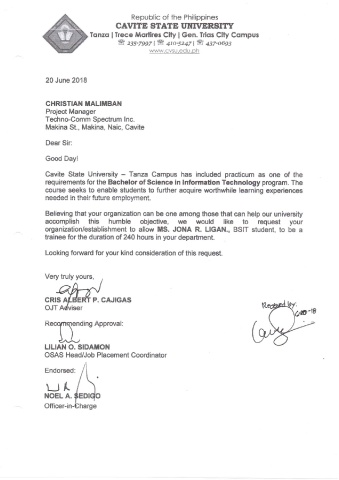 Republic of the Philippines
CAVITE STATE UNIVERSITY
Tanza | Trece Martires City | Gen. Trias City Campus
☏ 235-7997 | ☏ 410-5247 | ☏ 437-0693
www.cvsu.edu.ph
20 June 2018
CHRISTIAN MALIMBAN
Project Manager
Techno-Comm Spectrum Inc.
Makina St., Makina, Naic, Cavite
Dear Sir:
Good Day!
Cavite State University – Tanza Campus has included practicum as one of the
requirements for the Bachelor of Science in Information Technology program. The
course seeks to enable students to further acquire worthwhile learning experiences
needed in their future employment.
Believing that your organization can be one among those that can help our university
accomplish this humble objective, we would like to request your
organization/establishment to allow MS. JONA R. LIGAN., BSIT student, to be a
trainee for the duration of 240 hours in your department.
Looking forward for your kind consideration of this request.
Very truly yours,
CRIS ALBERT P. CAJIGAS
OJT Adviser
Received by:
Recommending Approval:
LILIAN O. SIDAMON
OSAS Head/Job Placement Coordinator
Endorsed:
NOEL A. SEDIGO
Officer-in-Charge